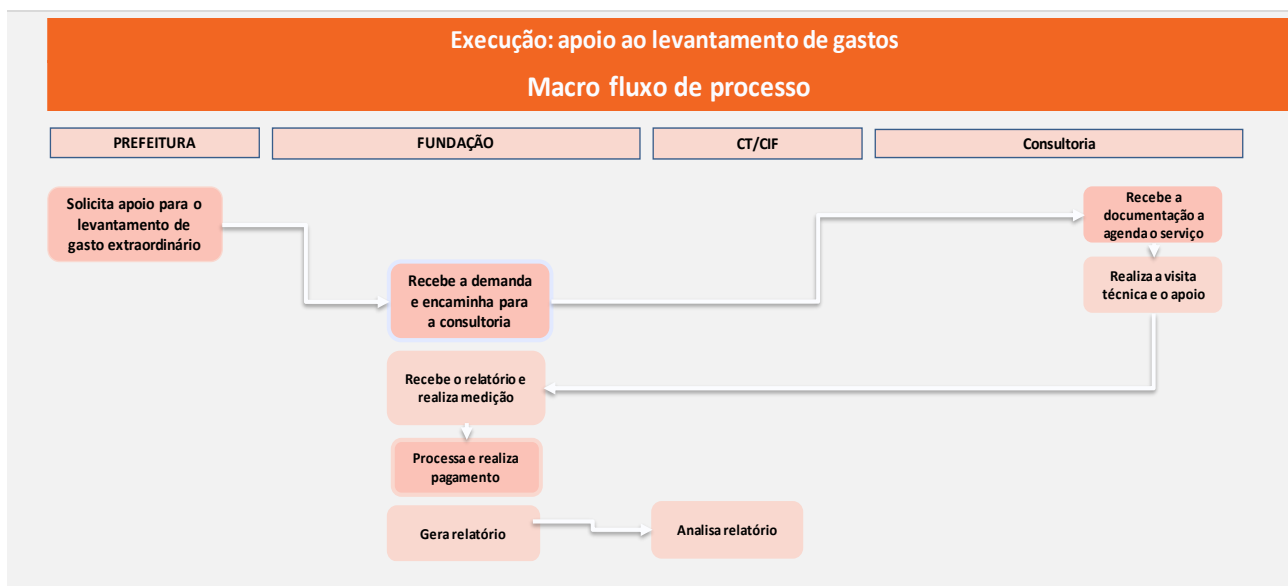 Execução: apoio ao levantamento de gastos
Macro fluxo de processo
PREFEITURA
FUNDAÇÃO
CT/CIF
Consultoria
Solicita apoio para o
levantamento de
gasto extraordinário
Recebe a
documentação a
agenda o serviço
Recebe a demanda
e encaminha para
a consultoria
Realiza a visita
técnica e o apoio
Recebe o relatório e
realiza medição
Processa e realiza
pagamento
Gera relatório
Analisa relatório